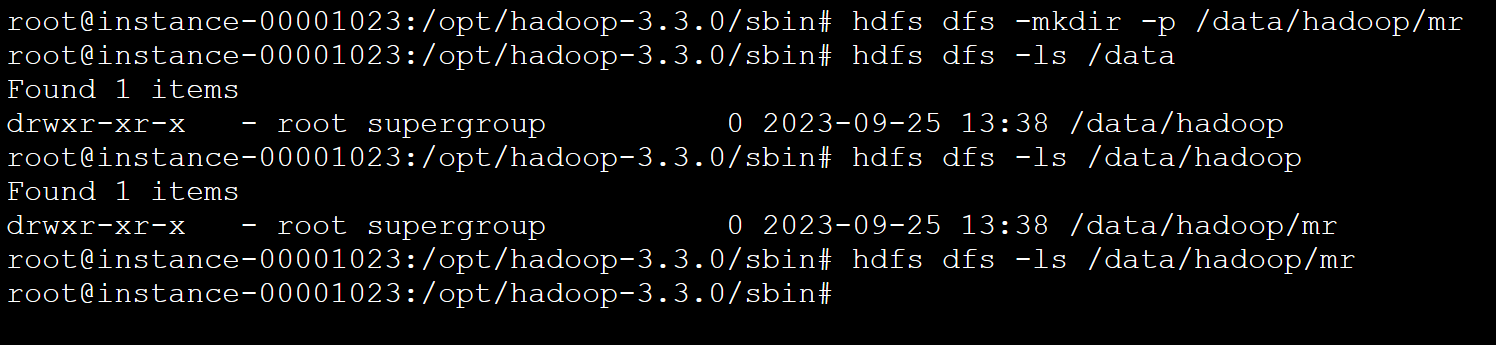 root@instance-00001023:/opt/hadoop-3.3.0/sbin# hdfs dfs -mkdir -p /data/hadoop/mr
root@instance-00001023:/opt/hadoop-3.3.0/sbin# hdfs dfs -ls /data
Found 1 items
drwxr-xr-x   - root supergroup          0 2023-09-25 13:38 /data/hadoop
root@instance-00001023:/opt/hadoop-3.3.0/sbin# hdfs dfs -ls /data/hadoop
Found 1 items
drwxr-xr-x   - root supergroup          0 2023-09-25 13:38 /data/hadoop/mr
root@instance-00001023:/opt/hadoop-3.3.0/sbin# hdfs dfs -ls /data/hadoop/mr
root@instance-00001023:/opt/hadoop-3.3.0/sbin#